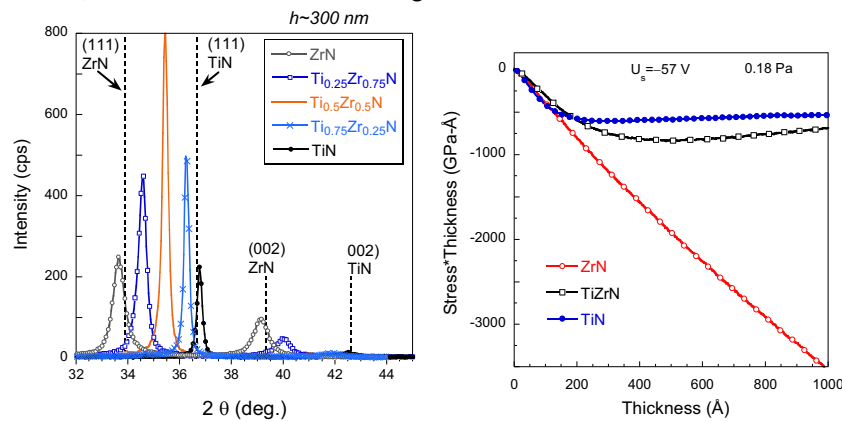 h~300 nm
800
600
400
200
0
Intensity (cps)
(111)
ZrN
(111)
TiN
ZrN
Ti0.25Zr0.75N
Ti0.5Zr0.5N
Ti0.75Zr0.25N
TiN
(002)
ZrN
002)
TiN
32 34 36 38 40 42 44
2 θ (deg.)
Us=−57 V 0.18 Pa
0
-1000
-2000
-3000
Stress*Thickness (GPa-Å)
ZrN
TiZrN
TiN
0 200 400 600 800 1000
Thickness (Å)